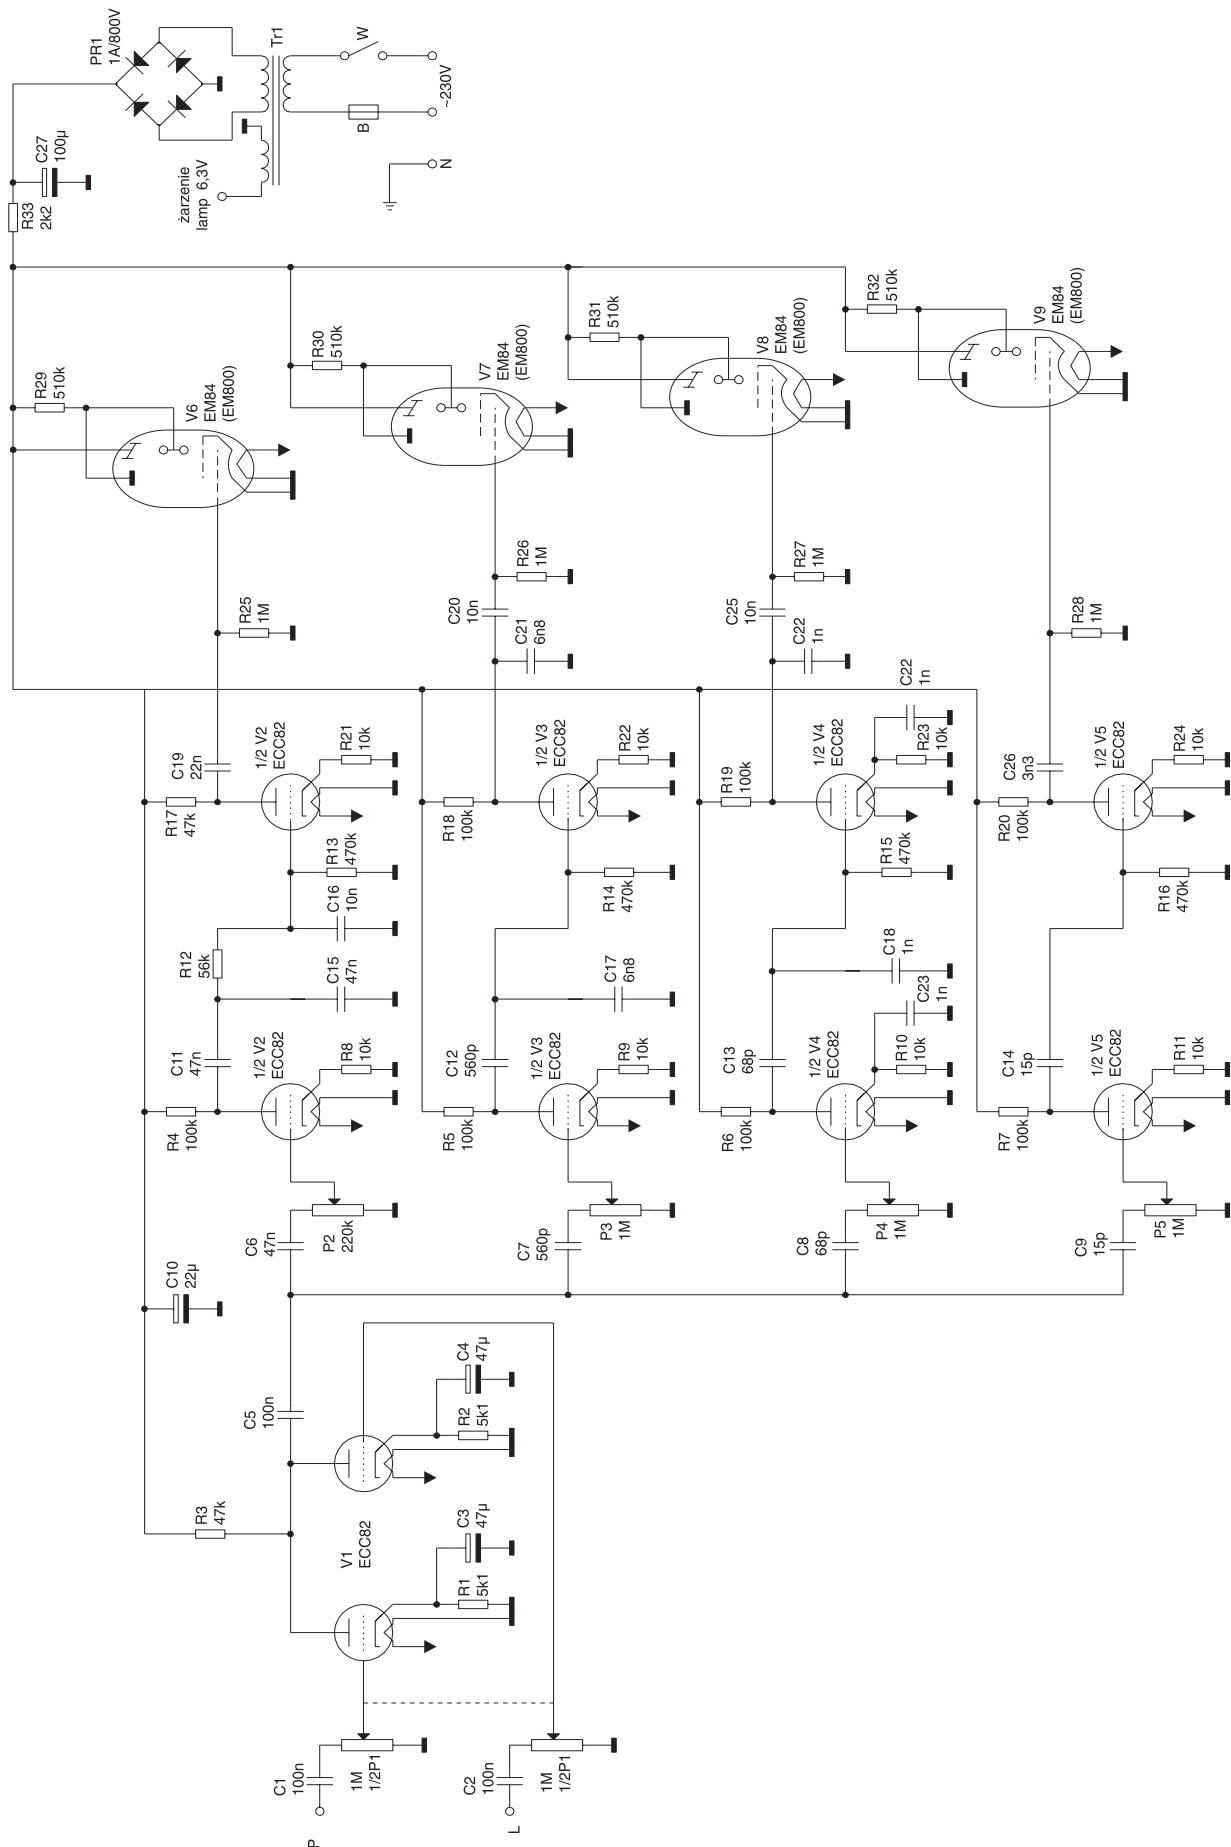 PR1
1A/800V
Tr1
W
~230V
B
N
żarzenie
lamp 6,3V
C27
100µ
R33
2k2
R29
510k
V6
EM84
(EM800)
R30
510k
V7
EM84
(EM800)
R31
510k
V8
EM84
(EM800)
R32
510k
V9
EM84
(EM800)
R25
1M
C20
10n
R26
1M
C21
6n8
C25
10n
R27
1M
C22
1n
R28
1M
C19
22n
R17
47k
1/2 V2
ECC82
R21
10k
R13
470k
C16
10n
R12
56k
C15
47n
C11
47n
1/2 V2
ECC82
R8
10k
R4
100k
C6
47n
P2
220k
R18
100k
1/2 V3
ECC82
R22
10k
R14
470k
C17
6n8
C12
560p
1/2 V3
ECC82
R9
10k
R5
100k
C7
560p
P3
1M
R19
100k
1/2 V4
ECC82
C22
1n
R23
10k
R15
470k
C18
1n
C23
1n
C13
68p
1/2 V4
ECC82
R10
10k
R6
100k
C8
68p
P4
1M
C26
3n3
R20
100k
1/2 V5
ECC82
R24
10k
R16
470k
C14
15p
1/2 V5
ECC82
R11
10k
R7
100k
C9
15p
P5
1M
C10
22µ
C5
100n
R3
47k
V1
ECC82
C4
47µ
R2
5k1
C3
47µ
R1
5k1
C1
100n
1M
1/2P1
P
C2
100n
1M
1/2P1
L